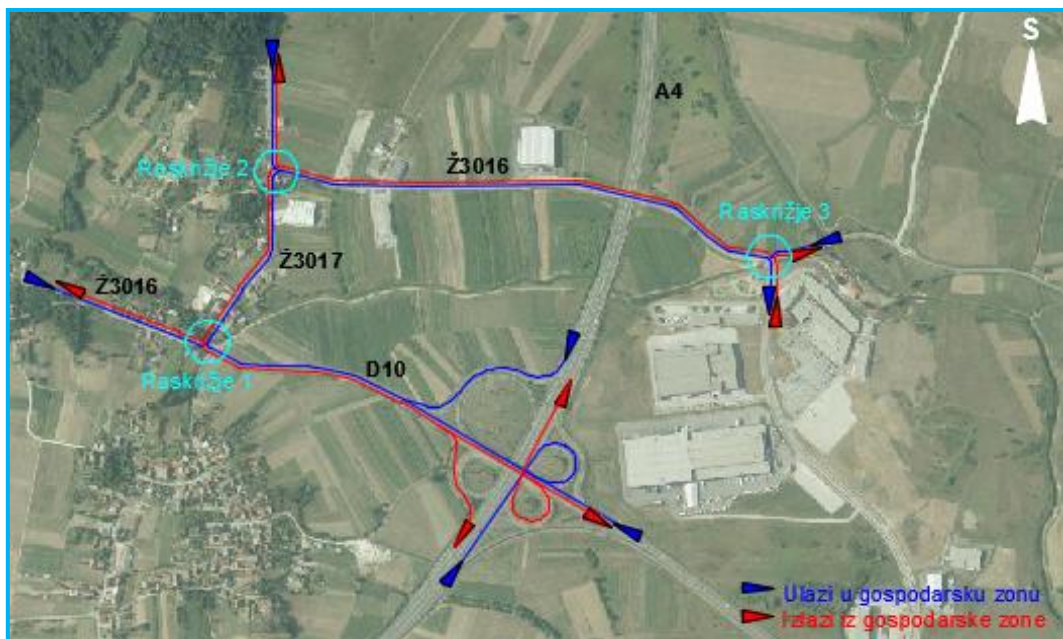 S
A4
Raskrižje 2
Ž3016
Raskrižje 3
Ž3017
Ž3016
Raskrižje 1
D10
Ulazi u gospodarsku zonu
Izlazi iz gospodarske zone